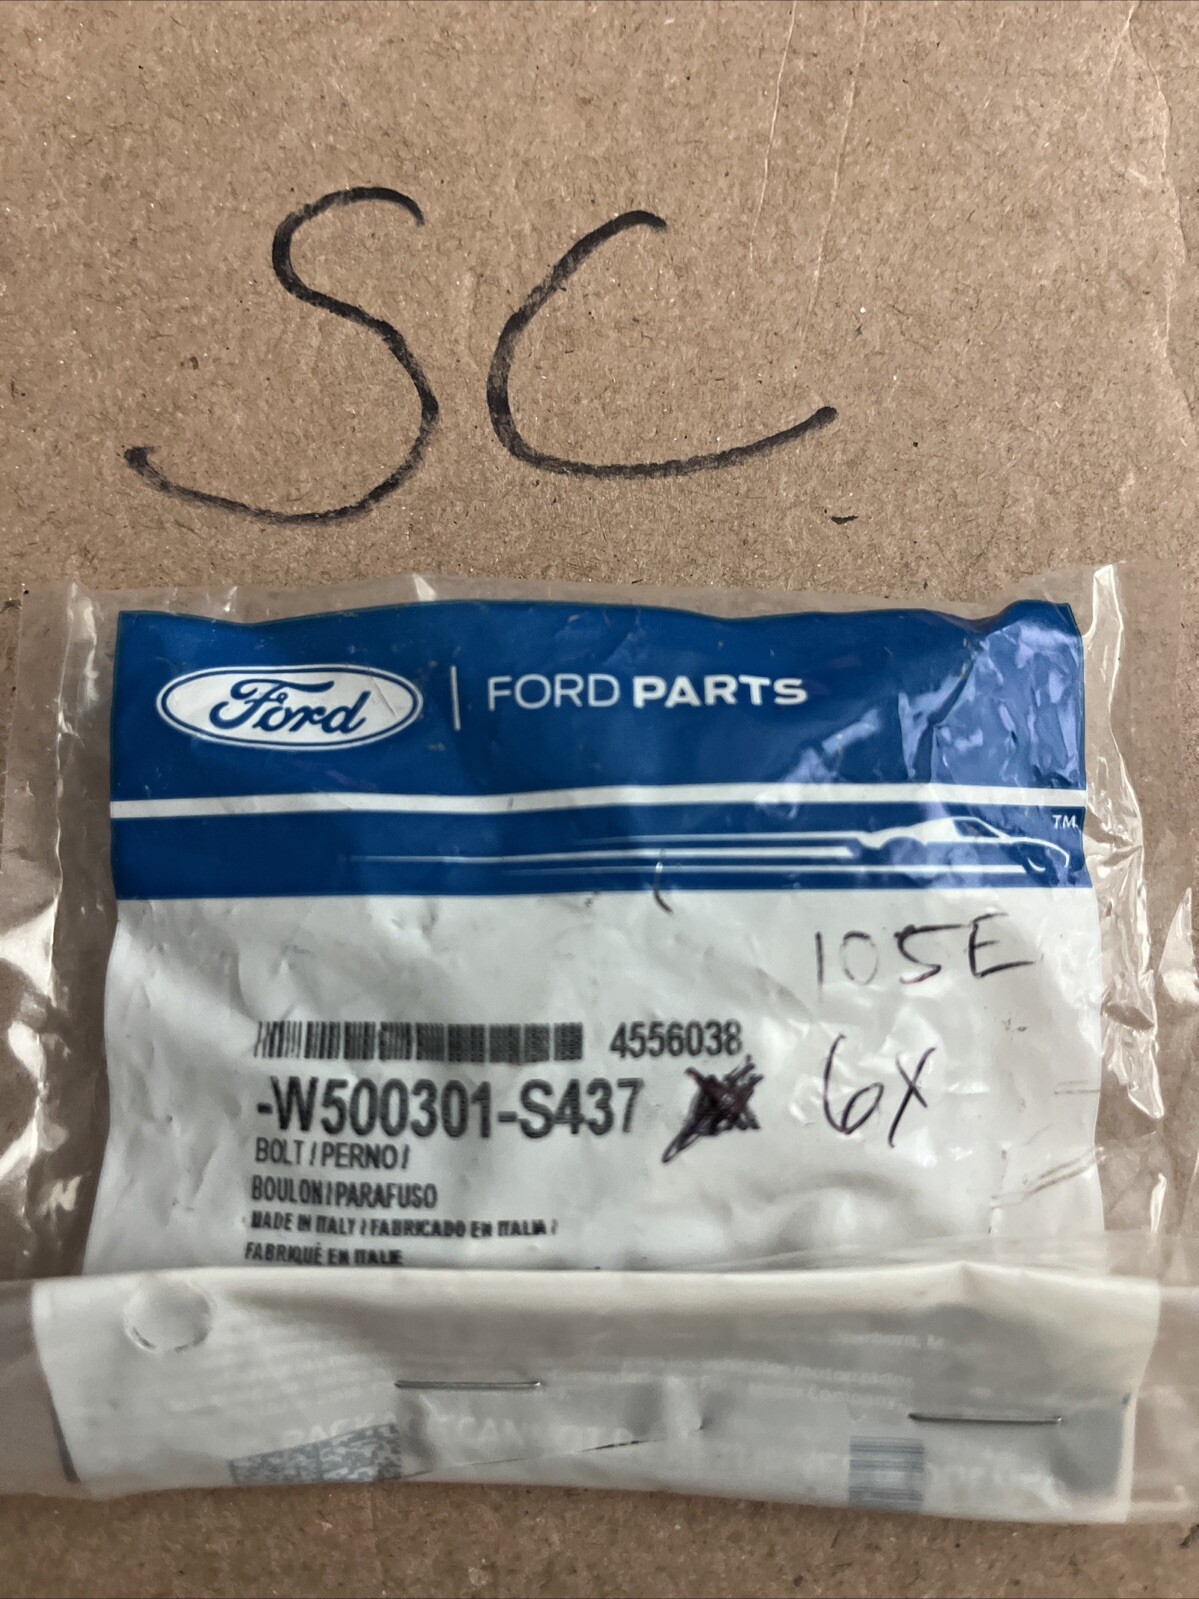 SC
Ford | FORD PARTS
TM
105E
4556038
-W500301-S437
6X
BOLT / PERNO /
BOULON / PARAFUSO
MADE IN ITALY / FABRICADO EN ITALIA /
FABRIQUÉ EN ITALIE